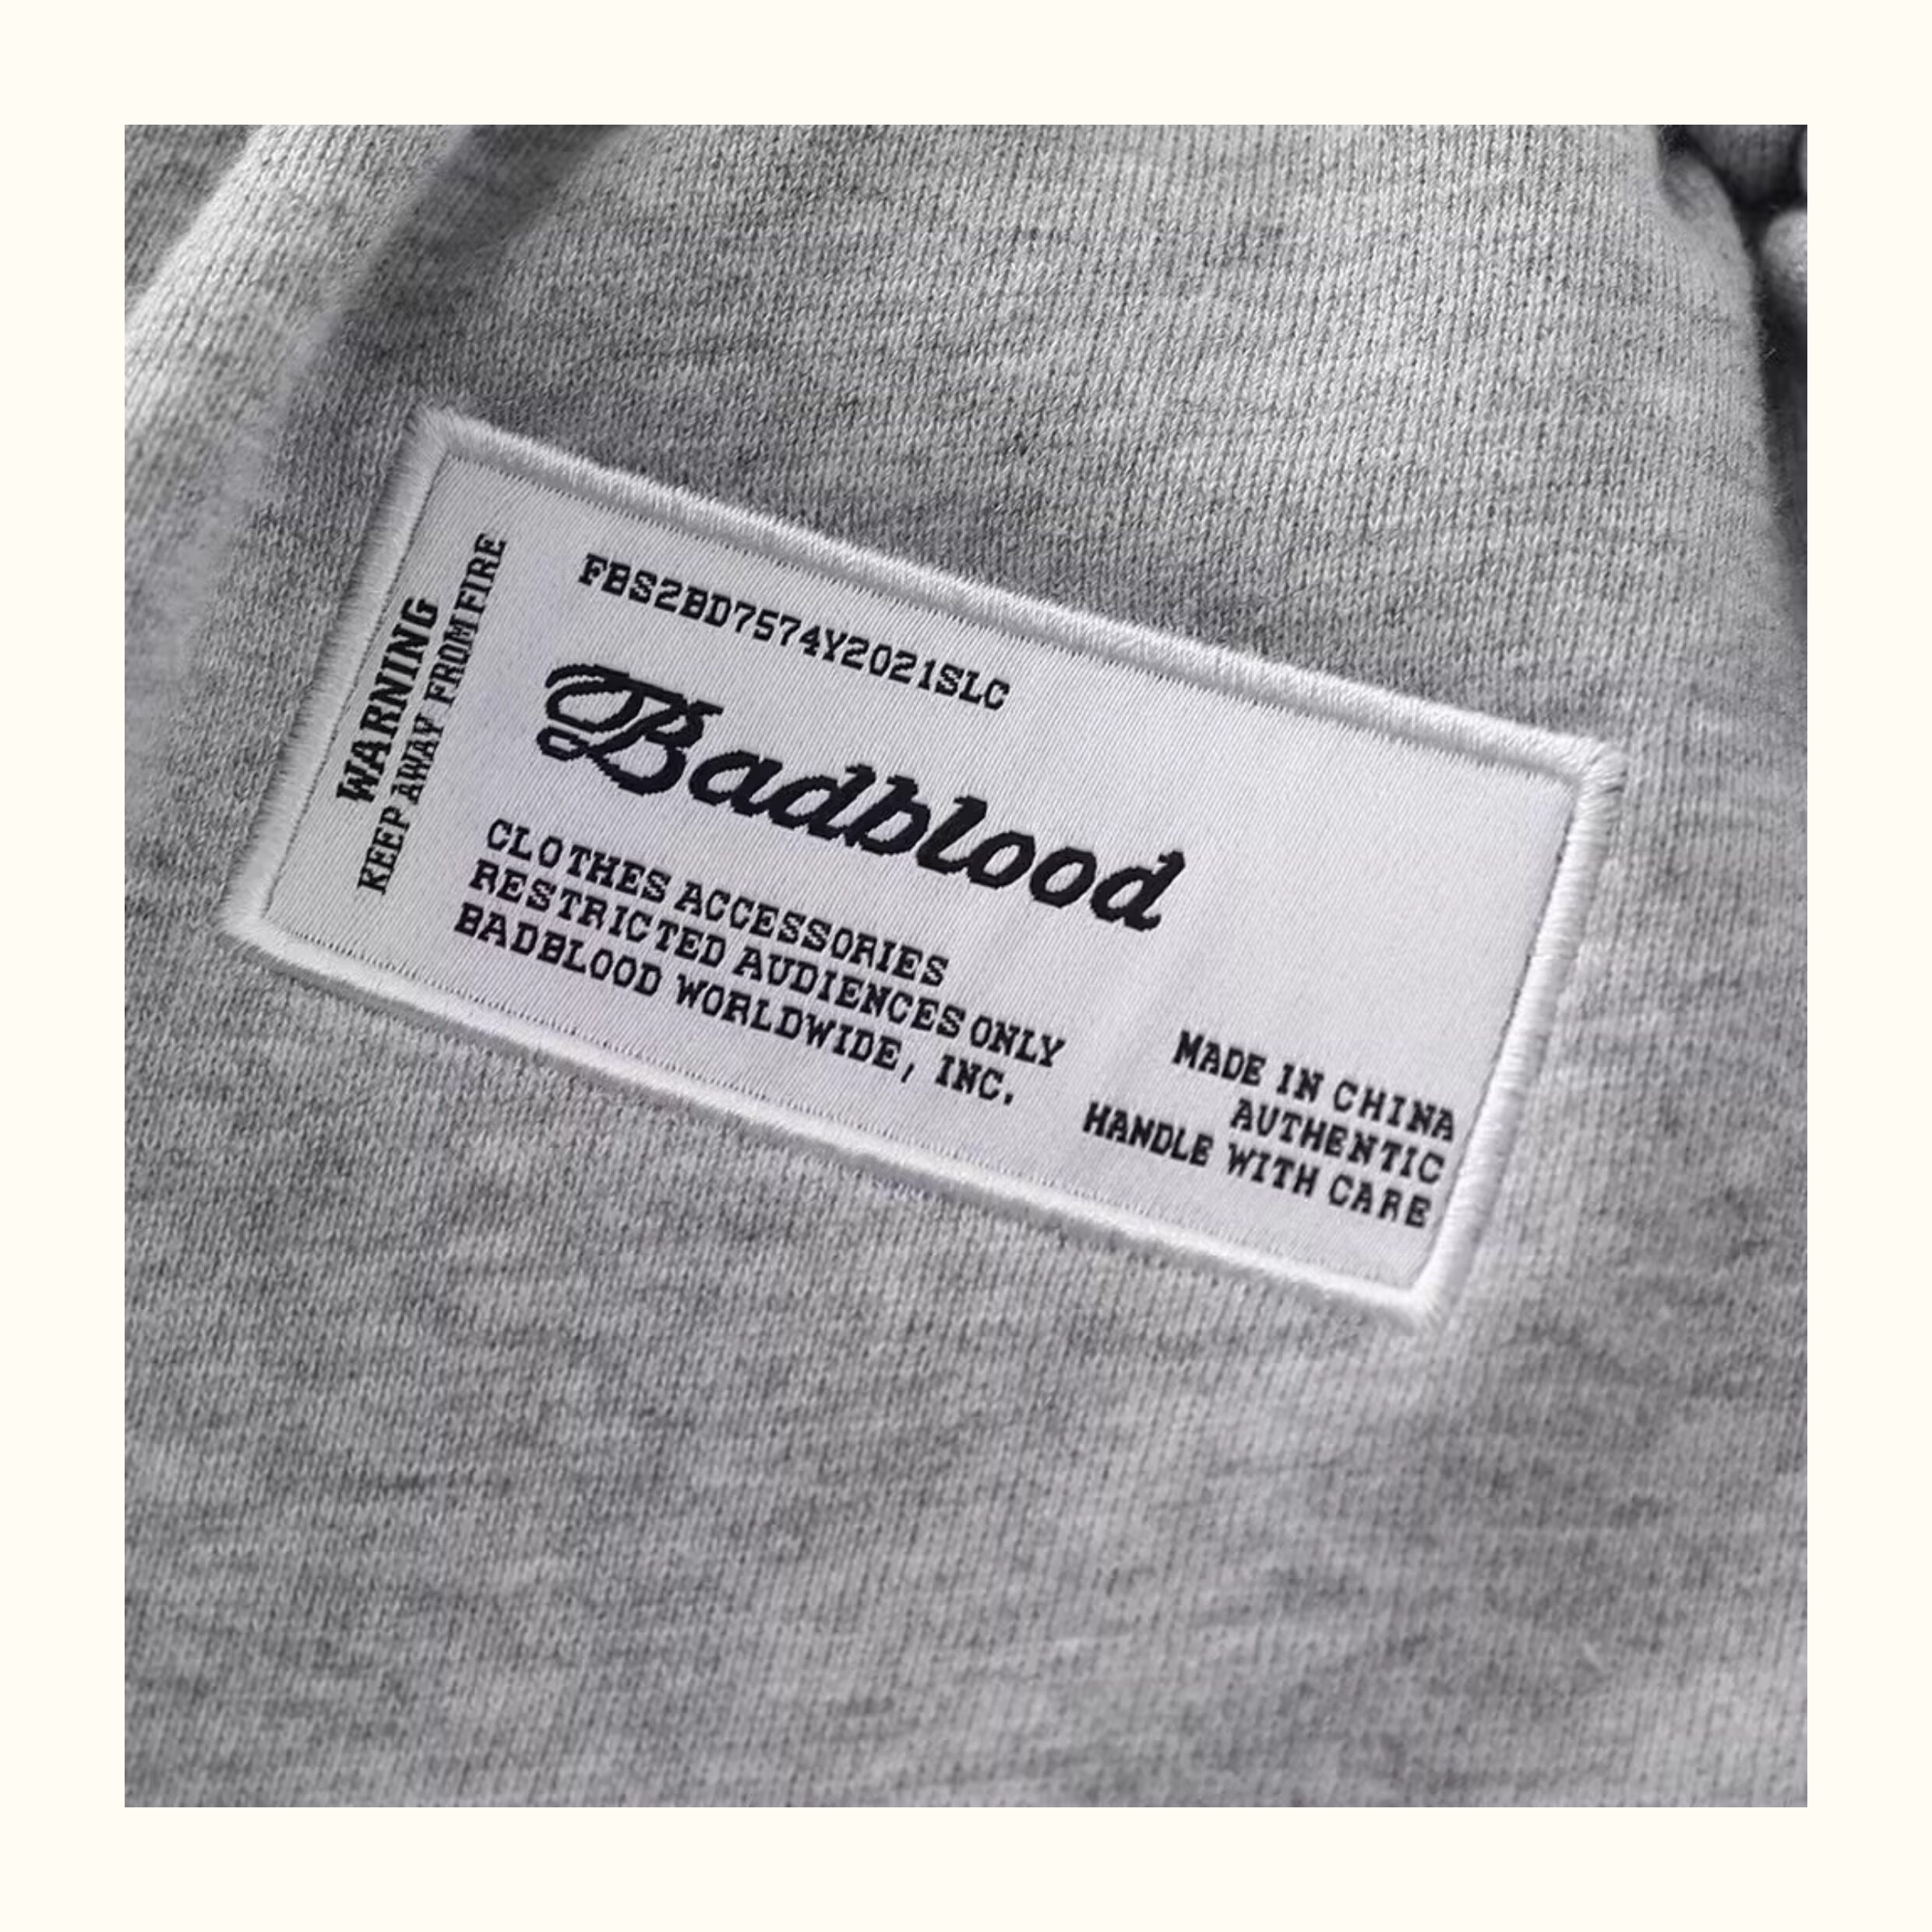 WARNING
KEEP AWAY FROM FIRE
FBS2BD7574Y2021SLC
Badblood
CLOTHES ACCESSORIES
RESTRICTED AUDIENCES ONLY
BADBLOOD WORLDWIDE, INC.
MADE IN CHINA
AUTHENTIC
HANDLE WITH CARE